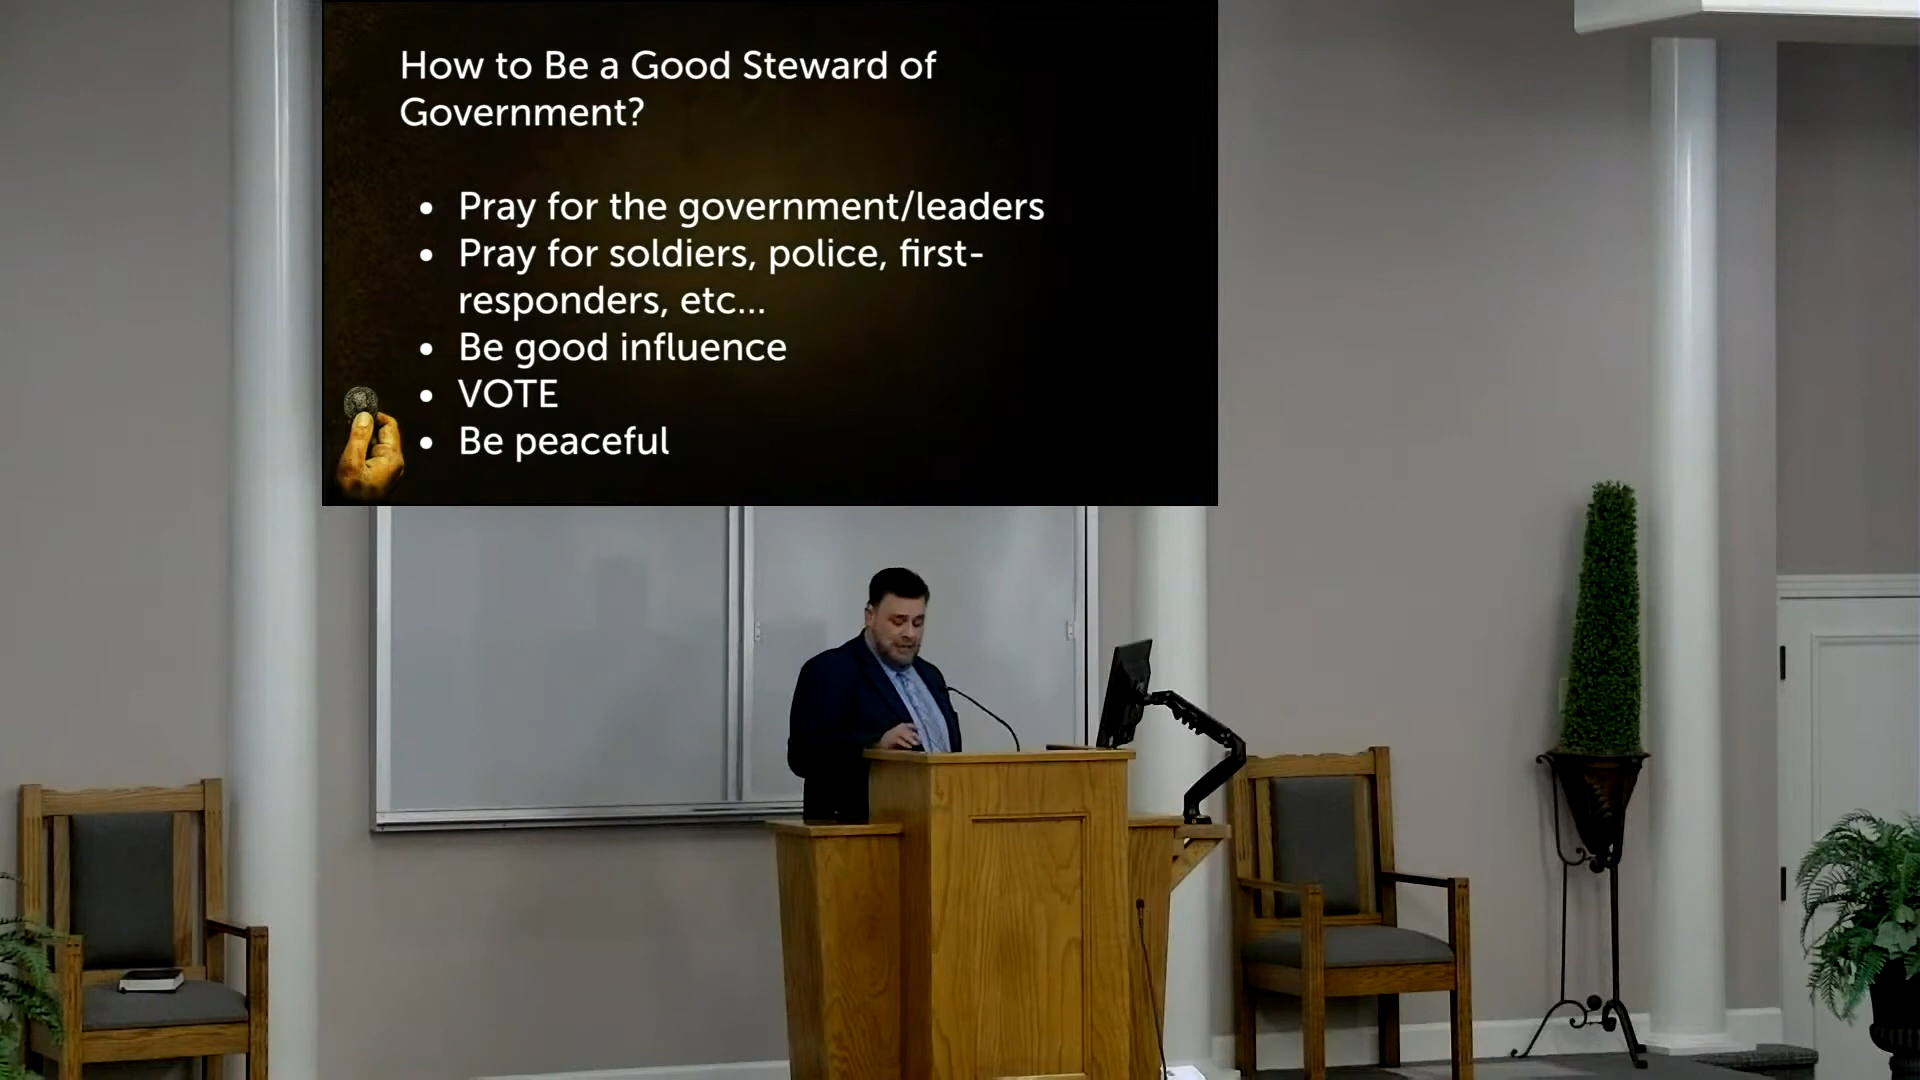 How to Be a Good Steward of
Government?
• Pray for the government/leaders
• Pray for soldiers, police, first-
responders, etc...
• Be good influence
• VOTE
• Be peaceful